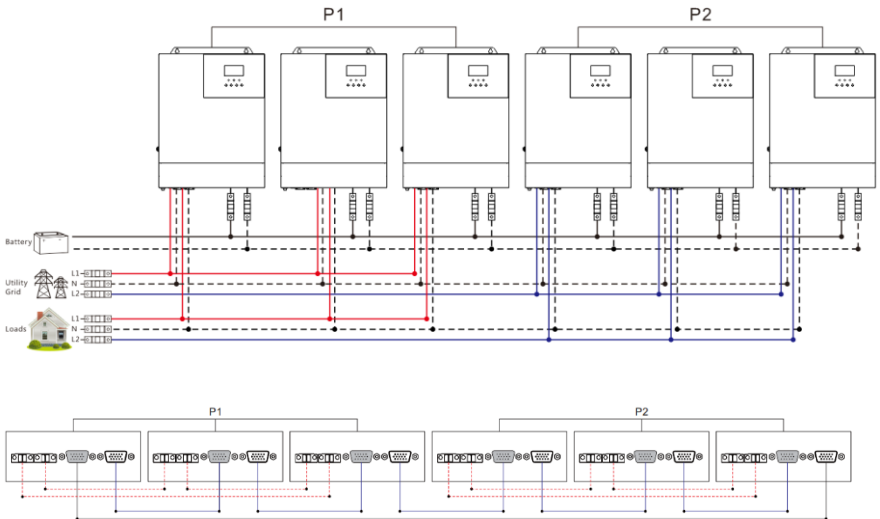 P1 P2
Battery
Utility
Grid
L1
N
L2
Loads
L1
N
L2
P1 P2